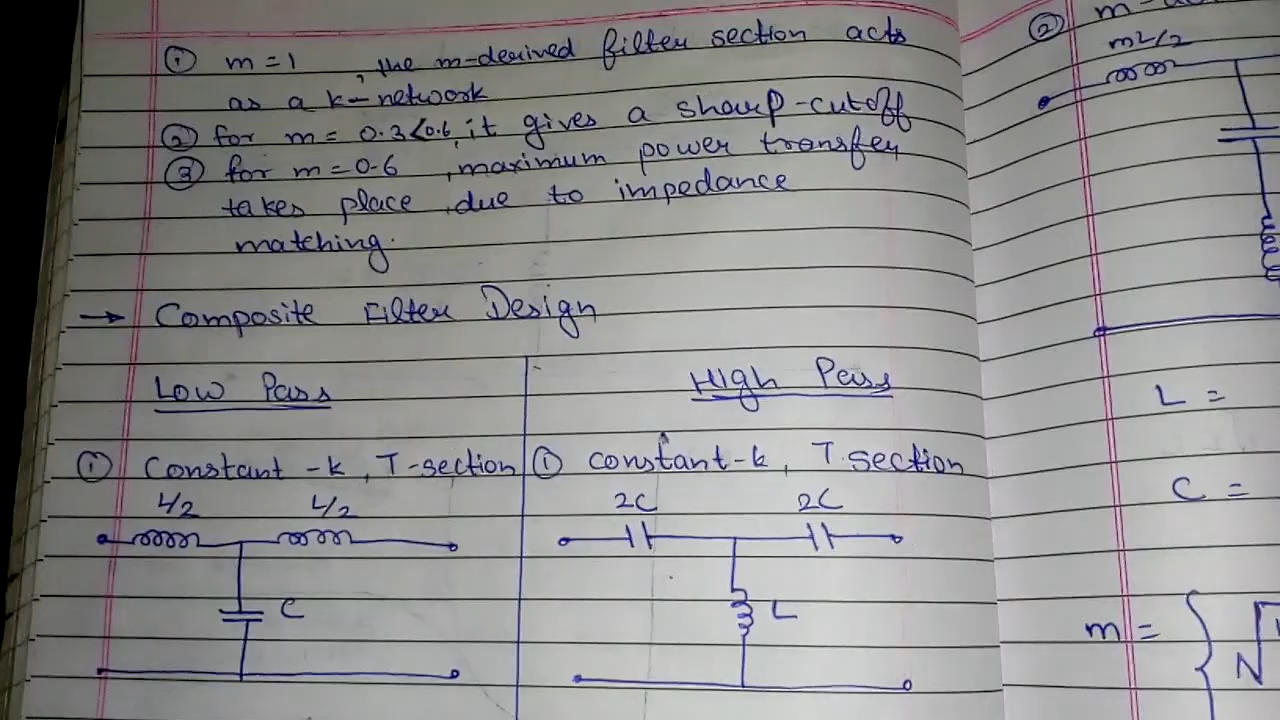 ① m=1 , the m-derived filter section acts
as a k-network
② for m= 0.3<0.6, it gives a sharp-cutoff
③ for m=0.6 , maximum power transfer
takes place, due to impedance
matching.
→ Composite Filter Design
Low Pass
① Constant -k, T-section
L/2 L/2
C
High Pass
① constant-k, T.section
2C 2C
L
②
mL/2
L =
C =
m =